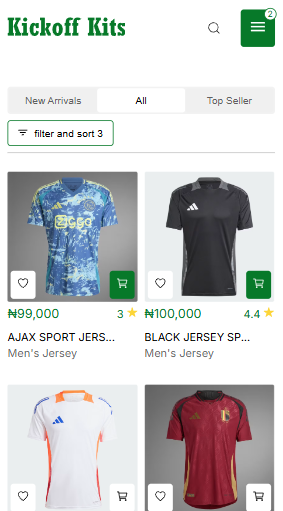 Kickoff Kits
2
New Arrivals
All
Top Seller
filter and sort 3
Ziggo
₦99,000
3
₦100,000
4.4
AJAX SPORT JERS...
BLACK JERSEY SP...
Men's Jersey
Men's Jersey